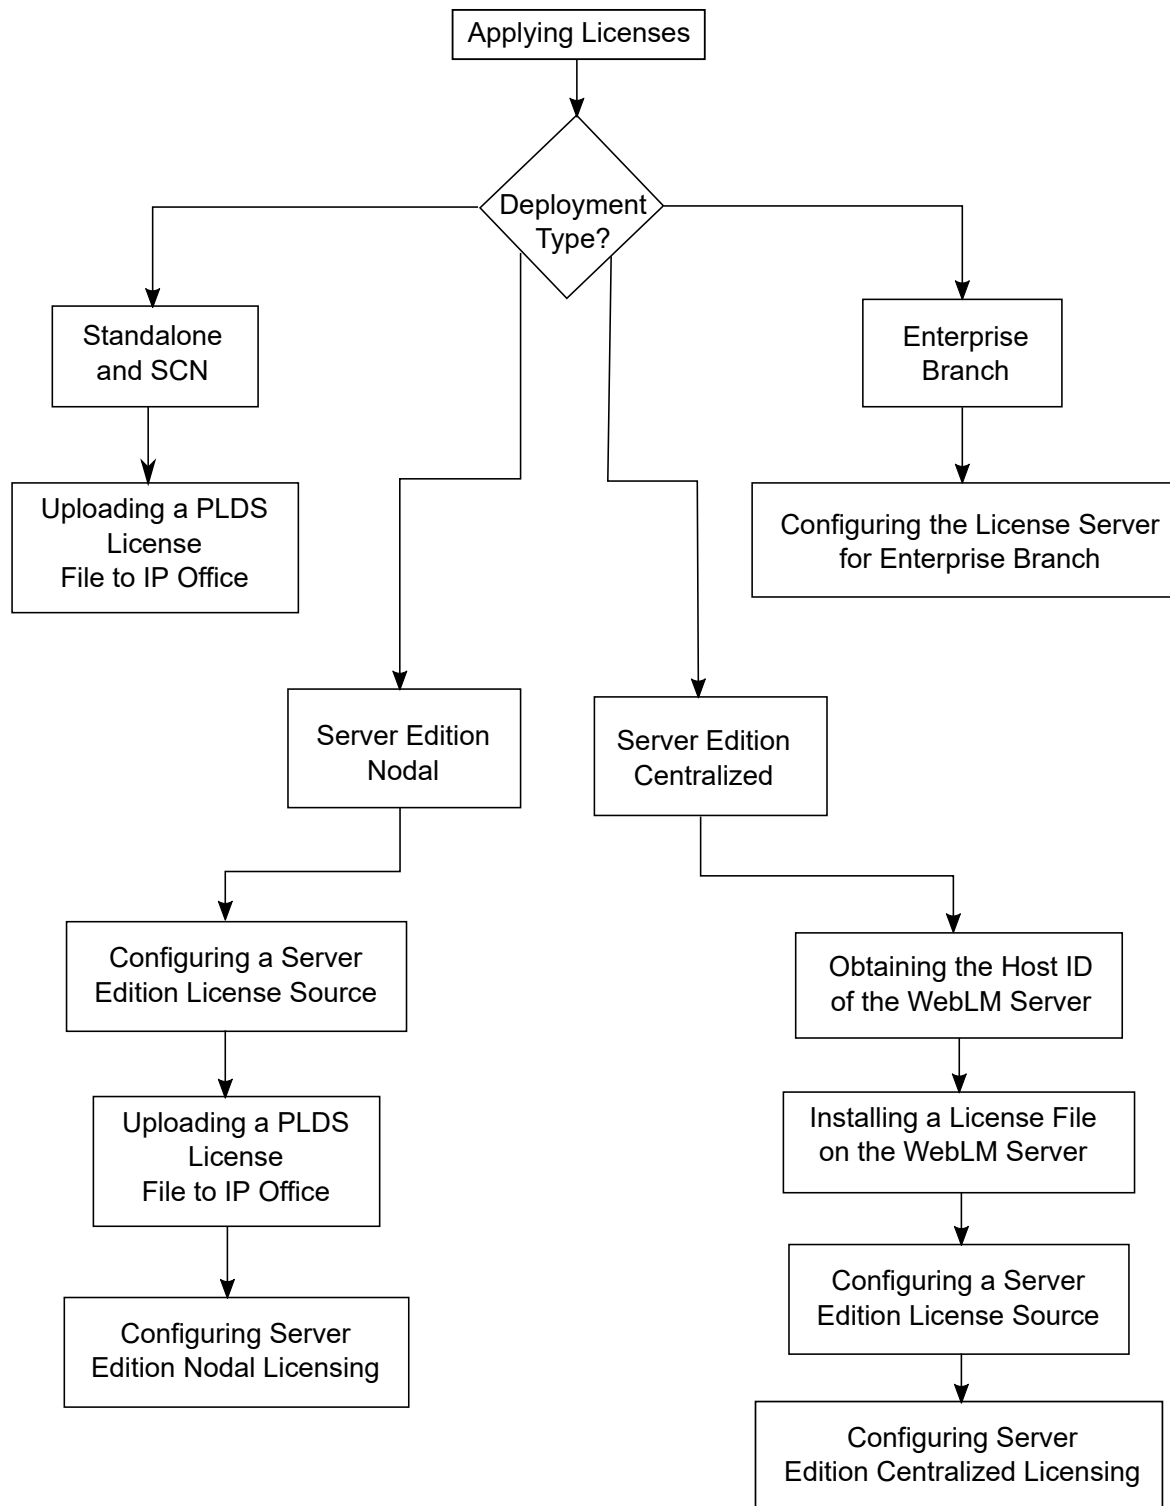 Applying Licenses
Deployment
Type?
Standalone
and SCN
Enterprise
Branch
Uploading a PLDS
License
File to IP Office
Configuring the License Server
for Enterprise Branch
Server Edition
Nodal
Server Edition
Centralized
Configuring a Server
Edition License Source
Uploading a PLDS
License
File to IP Office
Configuring Server
Edition Nodal Licensing
Obtaining the Host ID
of the WebLM Server
Installing a License File
on the WebLM Server
Configuring a Server
Edition License Source
Configuring Server
Edition Centralized Licensing